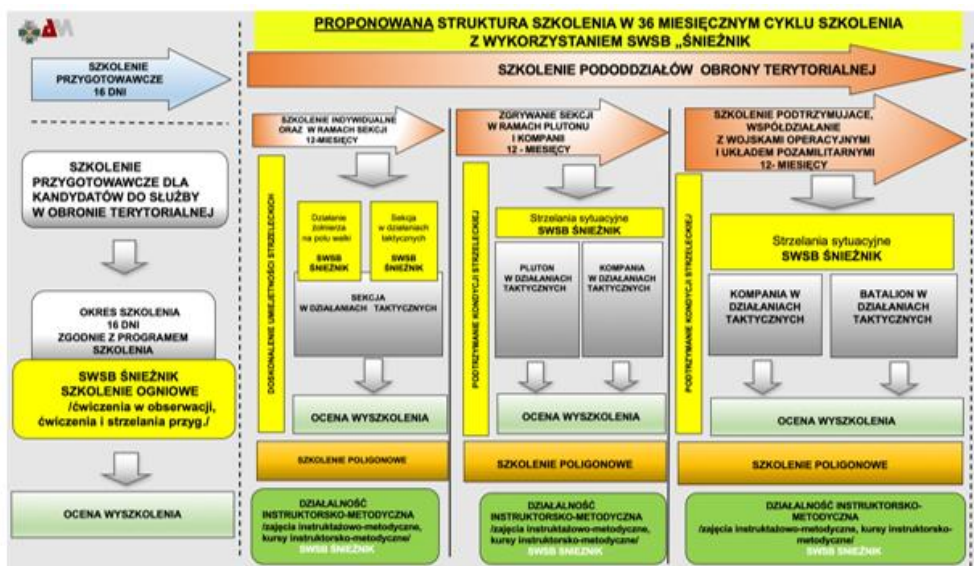 PROPONOWANA STRUKTURA SZKOLENIA W 36 MIESIĘCZNYM CYKLU SZKOLENIA
Z WYKORZYSTANIEM SWSB „ŚNIEŻNIK
SZKOLENIE
PRZYGOTOWAWCZE
16 DNI
SZKOLENIE PODODDZIAŁÓW OBRONY TERYTORIALNEJ
SZKOLENIE
PRZYGOTOWAWCZE DLA
KANDYDATÓW DO SŁUŻBY
W OBRONIE TERYTORIALNEJ
OKRES SZKOLENIA
16 DNI
ZGODNIE Z PROGRAMEM
SZKOLENIA
SWSB ŚNIEŻNIK
SZKOLENIE OGNIOWE
/ćwiczenia w obserwacji,
ćwiczenia i strzelania przyg./
OCENA WYSZKOLENIA
SZKOLENIE INDYWIDUALNE
ORAZ W RAMACH SEKCJI
12-MIESIĘCY
DOSKONALENIE UMIEJĘTNOŚCI STRZELECKICH
Działanie
żołnierza
na polu walki
SWSB
ŚNIEŻNIK
Sekcja
w działaniach
taktycznych
SWSB
ŚNIEŻNIK
SEKCJA
W DZIAŁANIACH TAKTYCZNYCH
OCENA WYSZKOLENIA
SZKOLENIE POLIGONOWE
DZIAŁALNOŚĆ
INSTRUKTORSKO-METODYCZNA
/zajęcia instruktażowo-metodyczne,
kursy instruktorsko-metodyczne/
SWSB ŚNIEŻNIK
ZGRYWANIE SEKCJI
W RAMACH PLUTONU
I KOMPANII
12 - MIESIĘCY
PODTRZYMANIE KONDYCJI STRZELECKIEJ
Strzelania sytuacyjne
SWSB ŚNIEŻNIK
PLUTON
W DZIAŁANIACH
TAKTYCZNYCH
KOMPANIA
W DZIAŁANIACH
TAKTYCZNYCH
OCENA WYSZKOLENIA
SZKOLENIE POLIGONOWE
DZIAŁALNOŚĆ
INSTRUKTORSKO-METODYCZNA
/zajęcia instruktażowo-metodyczne,
kursy instruktorsko-metodyczne/
SWSB ŚNIEŻNIK
SZKOLENIE PODTRZYMUJACE,
WSPÓŁDZIAŁANIE
Z WOJSKAMI OPERACYJNYMI
I UKŁADEM POZAMILITARNYM
12- MIESIĘCY
PODTRZYMANIE KONDYCJI STRZELECKIEJ
Strzelania sytuacyjne
SWSB ŚNIEŻNIK
KOMPANIA W
DZIAŁANIACH
TAKTYCZNYCH
BATALION W
DZIAŁANIACH
TAKTYCZNYCH
OCENA WYSZKOLENIA
SZKOLENIE POLIGONOWE
DZIAŁALNOŚĆ INSTRUKTORSKO-
METODYCZNA
/zajęcia instruktażowo-metodyczne, kursy instruktorsko-
metodyczne/
SWSB ŚNIEŻNIK